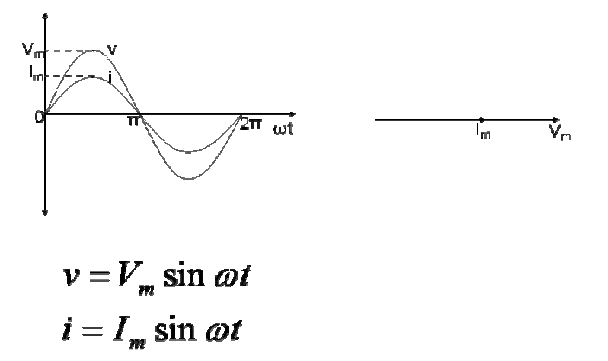 Vm
v
Im
i
0
π
2π
ωt
Im
Vm
v = Vm sin ωt
i = Im sin ωt